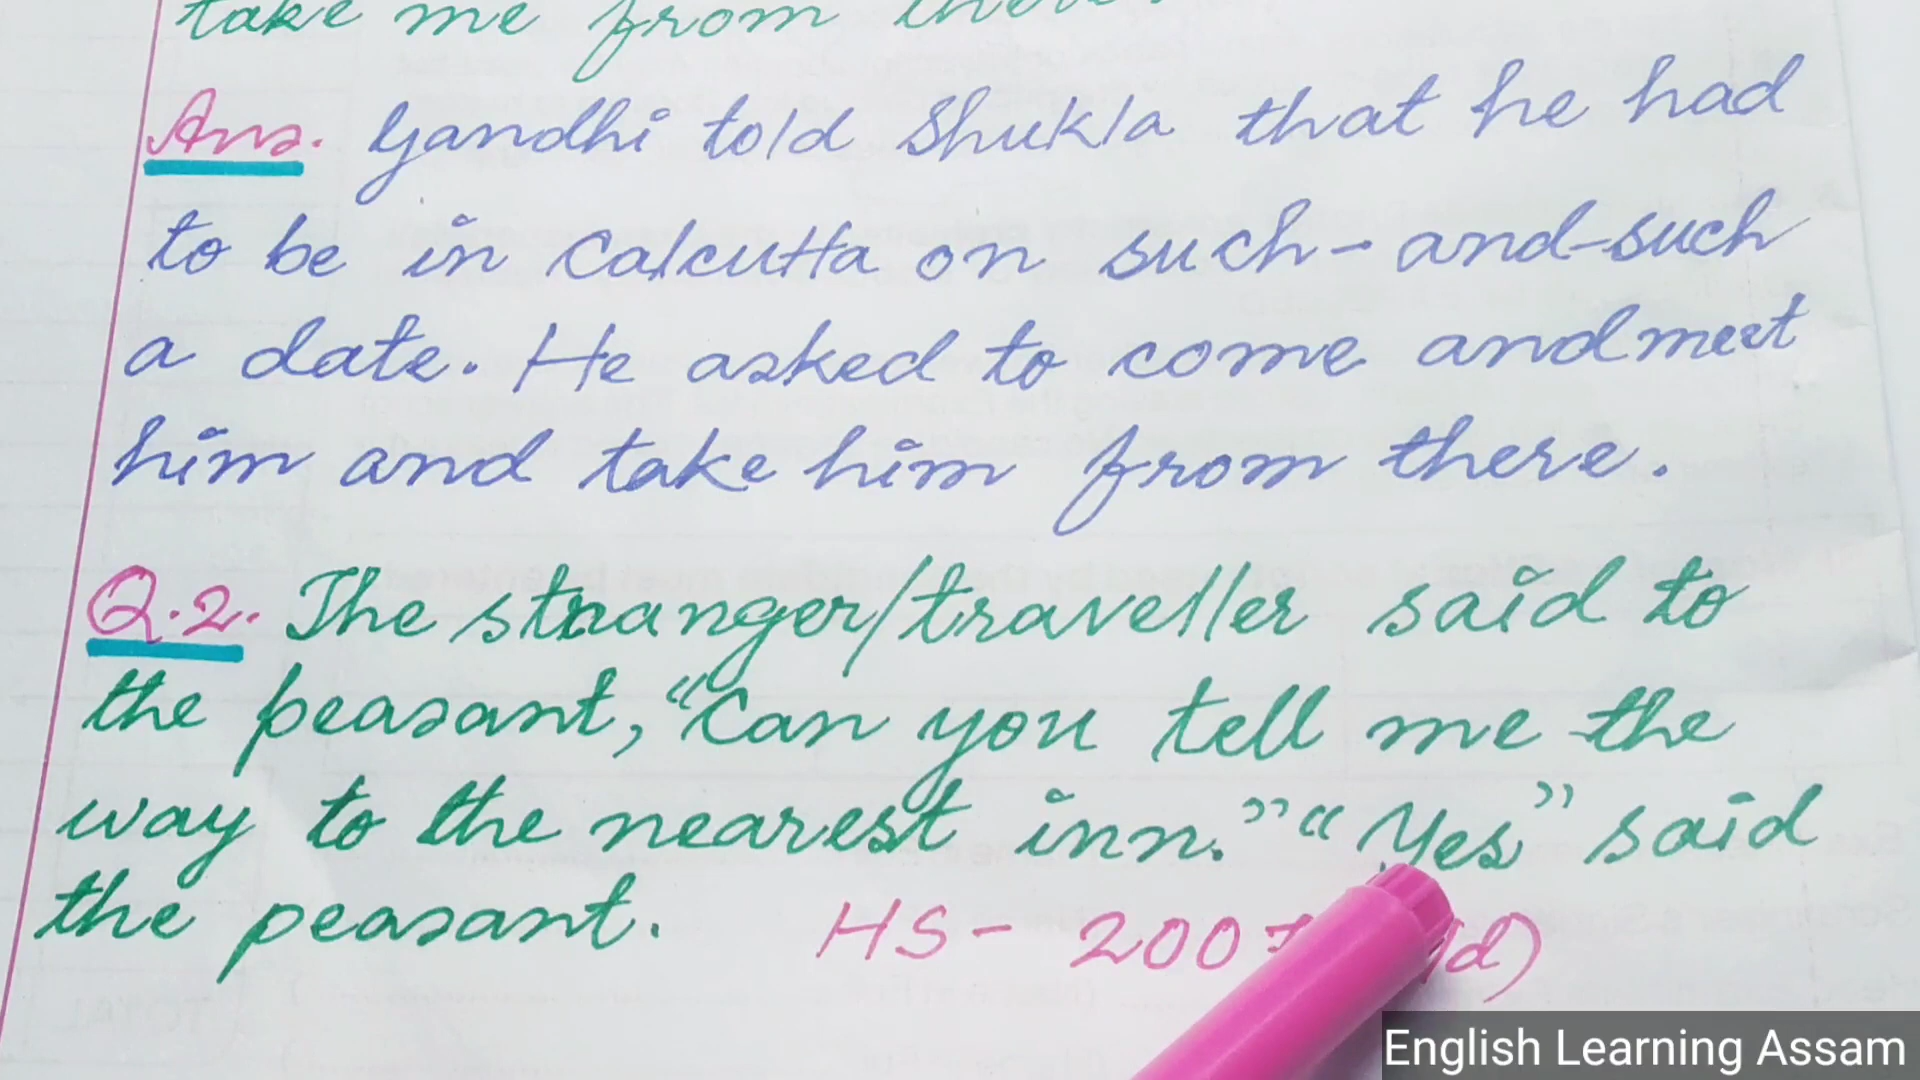 take me from there.
Ans. Gandhi told Shukla that he had
to be in Calcutta on such-and-such
a date. He asked to come and meet
him and take him from there.
Q.2. The stranger/traveller said to
the peasant, "Can you tell me the
way to the nearest inn." "Yes" said
the peasant. HS- 2007
English Learning Assam